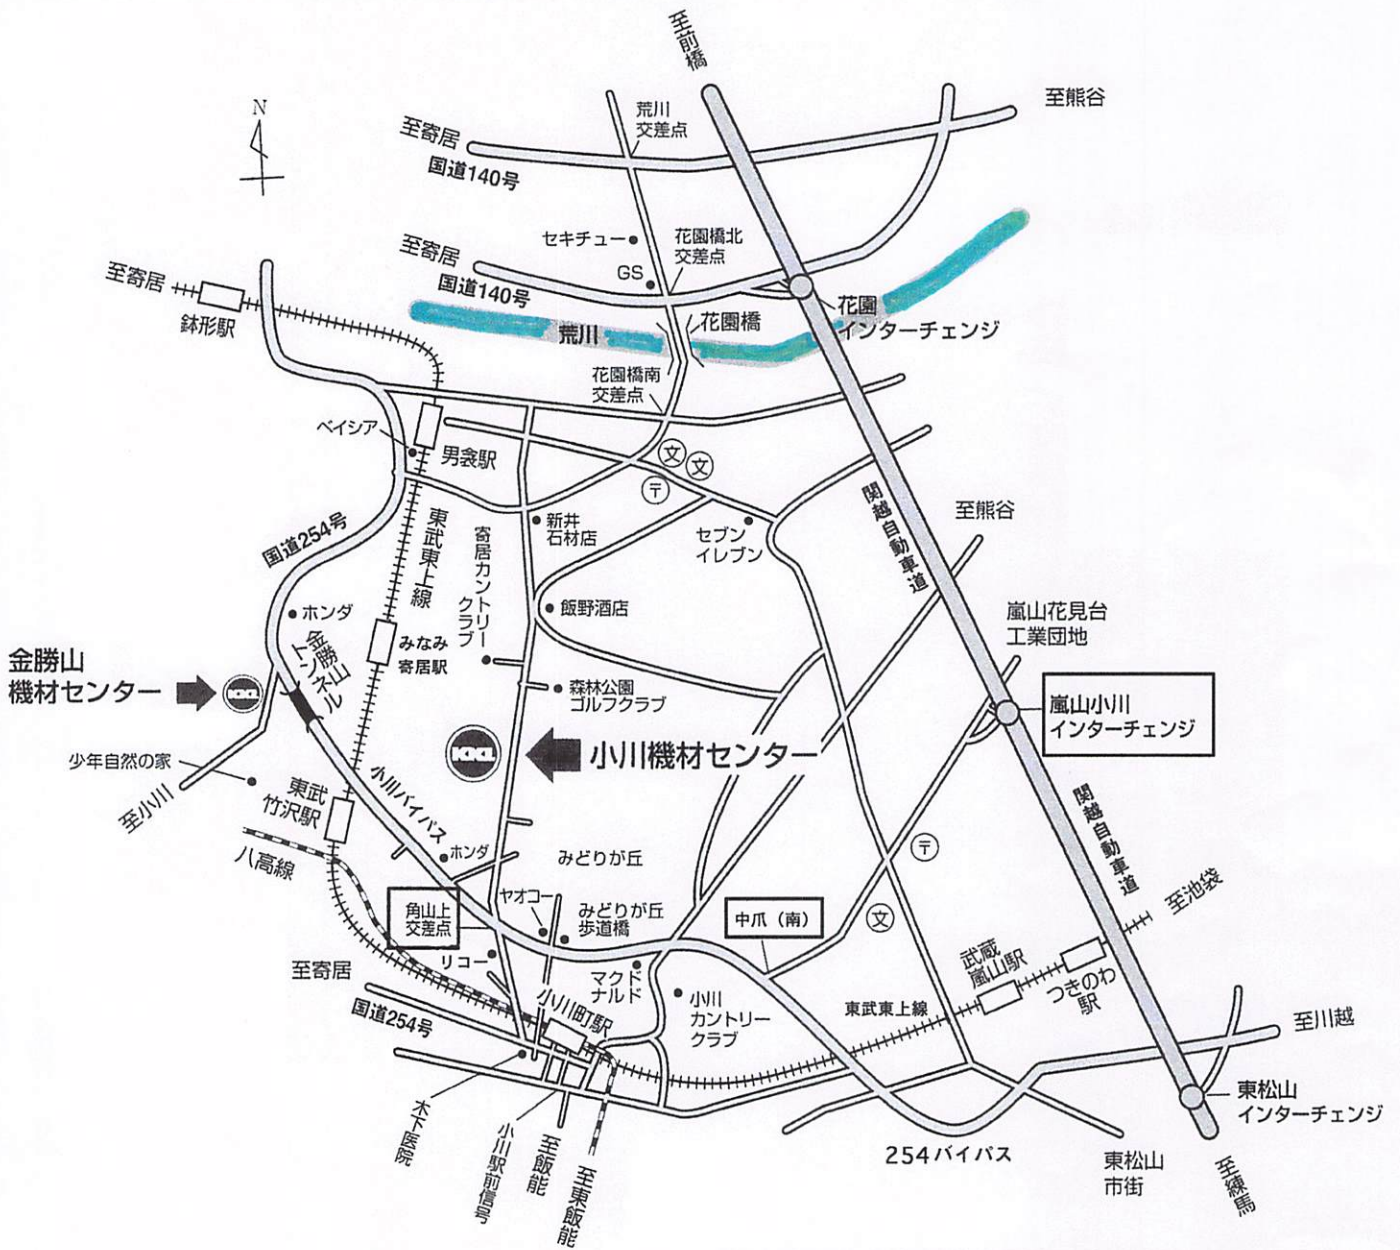 至前橋
N
荒川
交差点
至熊谷
至寄居
国道140号
セキチュー
花園橋北
交差点
至寄居
GS
国道140号
至寄居
鉢形駅
花園
インターチェンジ
花園橋
荒川
花園橋南
交差点
ベイシア
男衾駅
文
文
〒
関越自動車道
至熊谷
国道254号
東武東上線
寄居カントリー
クラブ
新井
石材店
セブン
イレブン
ホンダ
飯野酒店
嵐山花見台
工業団地
金勝山
トンネル
みなみ
寄居駅
金勝山
機材センター
KKL
森林公園
ゴルフクラブ
嵐山小川
インターチェンジ
KKL
小川機材センター
少年自然の家
至小川
東武
竹沢駅
小川バイパス
関越自動車道
八高線
ホンダ
みどりが丘
〒
角山上
交差点
ヤオコー
みどりが丘
歩道橋
中爪（南）
文
至池袋
リコー
マクド
ナルド
武蔵
嵐山駅
つきのわ
駅
至寄居
国道254号
小川町駅
小川
カントリー
クラブ
東武東上線
至川越
東松山
インターチェンジ
木下医院
小川駅前信号
至飯能
至東飯能
254バイパス
東松山
市街
至練馬